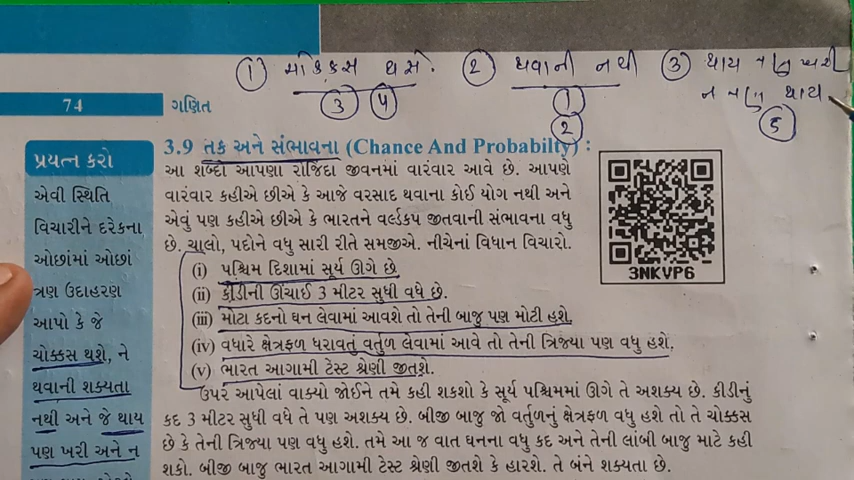 ① ચોક્કસ થશે. ② થવાની નથી ③ થાય પણ ખરી
ન પણ થાય
③ ④ ① ② ⑤
74 ગણિત
3.9 તક અને સંભાવના (Chance And Probabilty) :
આ શબ્દો આપણા રોજિંદા જીવનમાં વારંવાર આવે છે. આપણે
વારંવાર કહીએ છીએ કે આજે વરસાદ થવાના કોઈ યોગ નથી અને
એવું પણ કહીએ છીએ કે ભારતને વર્લ્ડકપ જીતવાની સંભાવના વધુ
છે. ચાલો, પદોને વધુ સારી રીતે સમજીએ. નીચેનાં વિધાન વિચારો.
(i) પશ્ચિમ દિશામાં સૂર્ય ઊગે છે
(ii) કીડીની ઊંચાઈ 3 મીટર સુધી વધે છે.
(iii) મોટા કદનો ઘન લેવામાં આવશે તો તેની બાજુ પણ મોટી હશે.
(iv) વધારે ક્ષેત્રફળ ધરાવતું વર્તુળ લેવામાં આવે તો તેની ત્રિજ્યા પણ વધુ હશે.
(v) ભારત આગામી ટેસ્ટ શ્રેણી જીતશે.
ઉપર આપેલાં વાક્યો જોઈને તમે કહી શકશો કે સૂર્ય પશ્ચિમમાં ઊગે તે અશક્ય છે. કીડીનું
કદ 3 મીટર સુધી વધે તે પણ અશક્ય છે. બીજી બાજુ જો વર્તુળનું ક્ષેત્રફળ વધુ હશે તો તે ચોક્કસ
છે કે તેની ત્રિજ્યા પણ વધુ હશે. તમે આ જ વાત ઘનના વધુ કદ અને તેની લાંબી બાજુ માટે કહી
શકો. બીજી બાજુ ભારત આગામી ટેસ્ટ શ્રેણી જીતશે કે હારશે. તે બંને શક્યતા છે.
3NKVP6
પ્રયત્ન કરો
એવી સ્થિતિ
વિચારીને દરેકના
ઓછાંમાં ઓછાં
ત્રણ ઉદાહરણ
આપો કે જે
ચોક્કસ થશે, ને
થવાની શક્યતા
નથી અને જે થાય
પણ ખરી અને ન